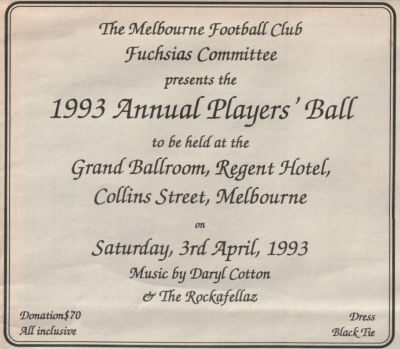 The Melbourne Football Club
Fuchsias Committee
presents the
1993 Annual Players' Ball
to be held at the
Grand Ballroom, Regent Hotel,
Collins Street, Melbourne
on
Saturday, 3rd April, 1993
Music by Daryl Cotton
& The Rockafellaz
Donation$70
All inclusive
Dress
Black Tie